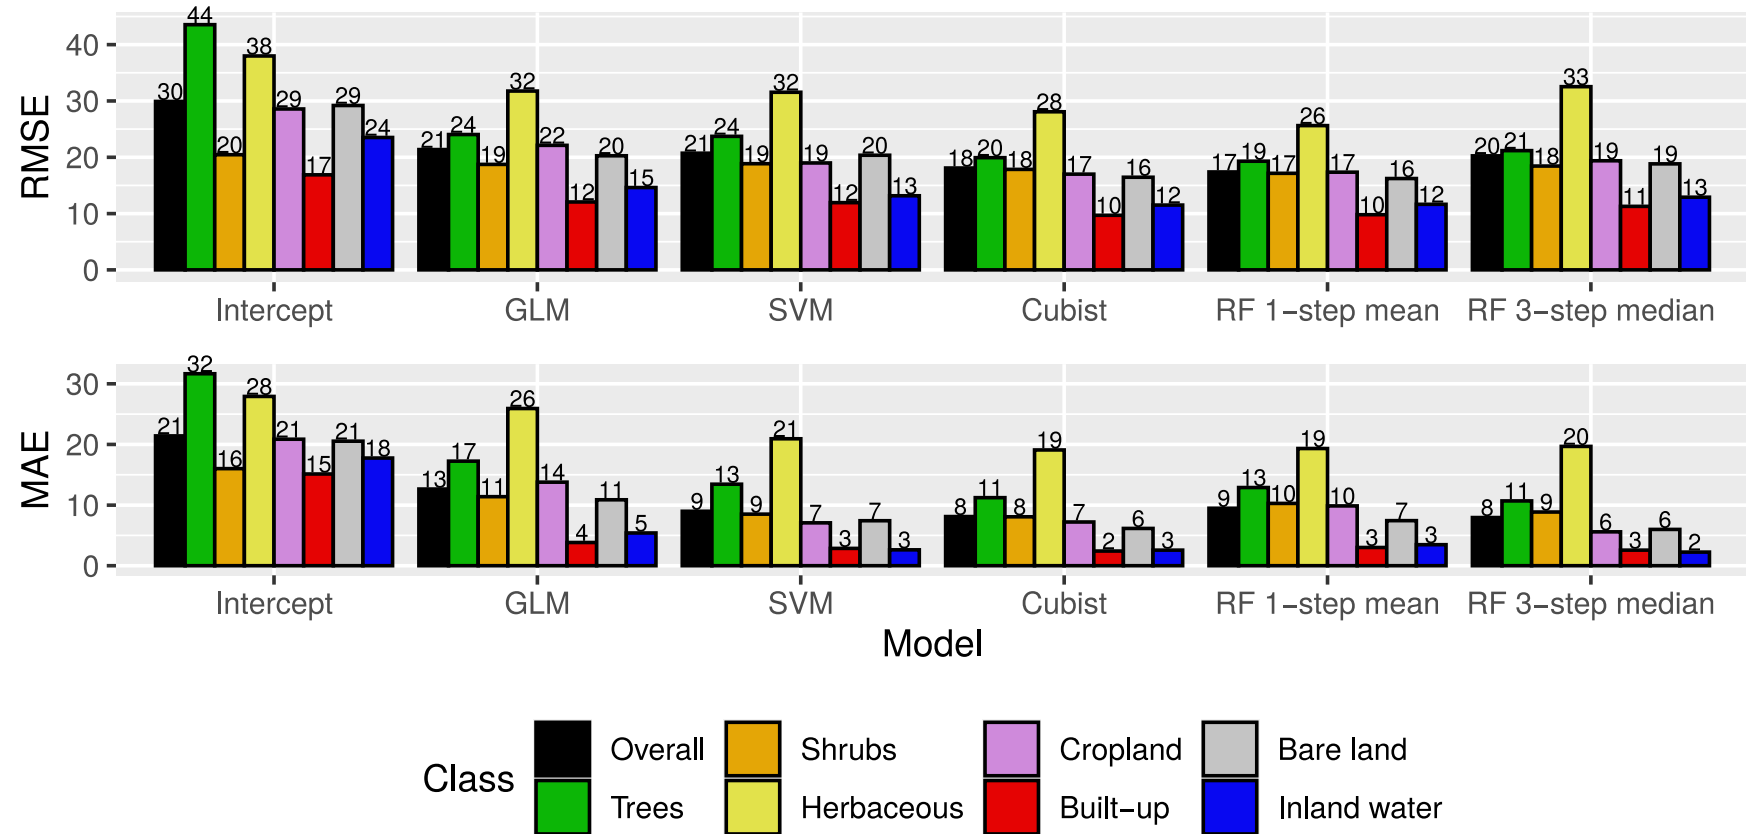 RMSE
40
30
20
10
0
30 44 20 38 29 17 29 24
21 24 19 32 22 12 20 15
21 24 19 32 19 12 20 13
18 20 18 28 17 10 16 12
17 19 17 26 17 10 16 12
20 21 18 33 19 11 19 13
Intercept GLM SVM Cubist RF 1−step mean RF 3−step median
MAE
30
20
10
0
21 32 16 28 21 15 21 18
13 17 11 26 14 4 11 5
9 13 9 21 7 3 7 3
8 11 8 19 7 2 6 3
9 13 10 19 10 3 7 3
8 11 9 20 6 3 6 2
Intercept GLM SVM Cubist RF 1−step mean RF 3−step median
Model
Class
Overall Shrubs Cropland Bare land
Trees Herbaceous Built−up Inland water